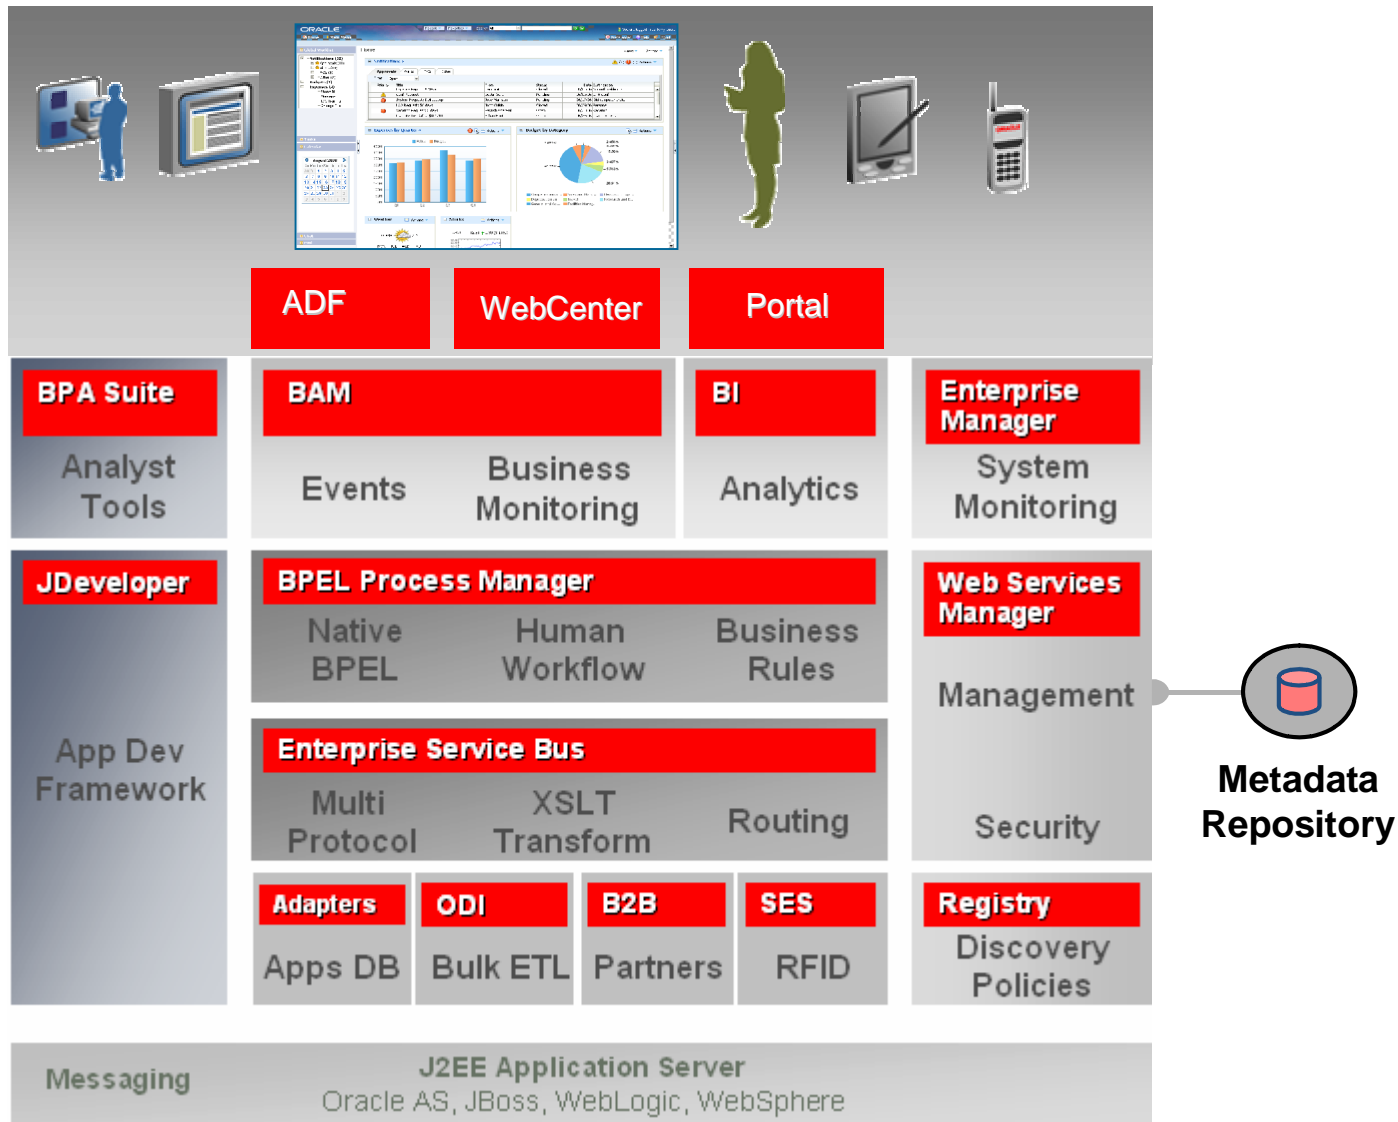 ORACLE
ADF
WebCenter
Portal
BPA Suite
Analyst
Tools
BAM
Events
Business
Monitoring
BI
Analytics
Enterprise
Manager
System
Monitoring
JDeveloper
App Dev
Framework
BPEL Process Manager
Native
BPEL
Human
Workflow
Business
Rules
Web Services
Manager
Management
Security
Enterprise Service Bus
Multi
Protocol
XSLT
Transform
Routing
Adapters
Apps DB
ODI
Bulk ETL
B2B
Partners
SES
RFID
Registry
Discovery
Policies
Metadata
Repository
Messaging
J2EE Application Server
Oracle AS, JBoss, WebLogic, WebSphere